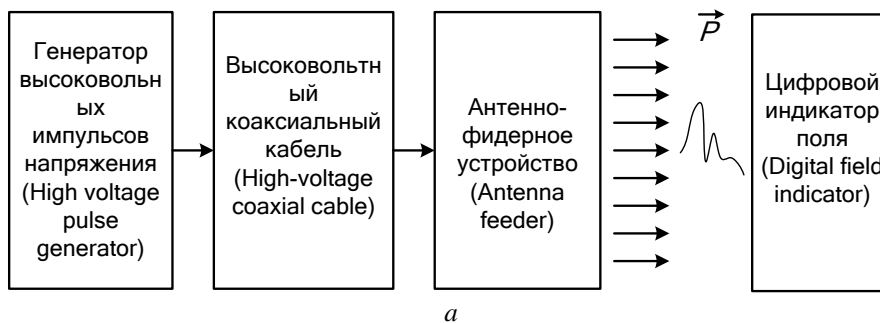 Генератор
высоковольн
ых
импульсов
напряжения
(High voltage
pulse
generator)
Высоковольтн
ый
коаксиальный
кабель
(High-voltage
coaxial cable)
Антенно-
фидерное
устройство
(Antenna
feeder)
P
Цифровой
индикатор
поля
(Digital field
indicator)
a